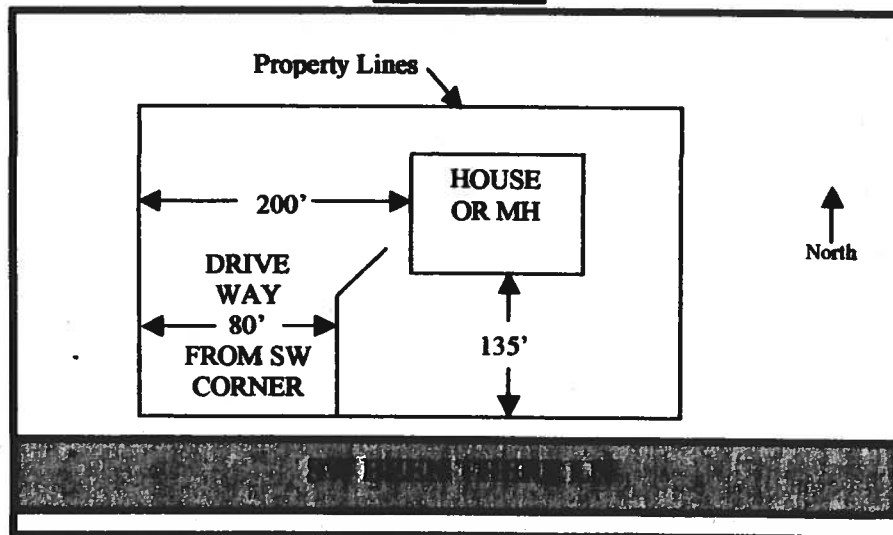 Property Lines
HOUSE
OR MH
200'
North
DRIVE
WAY
80'
FROM SW
CORNER
135'